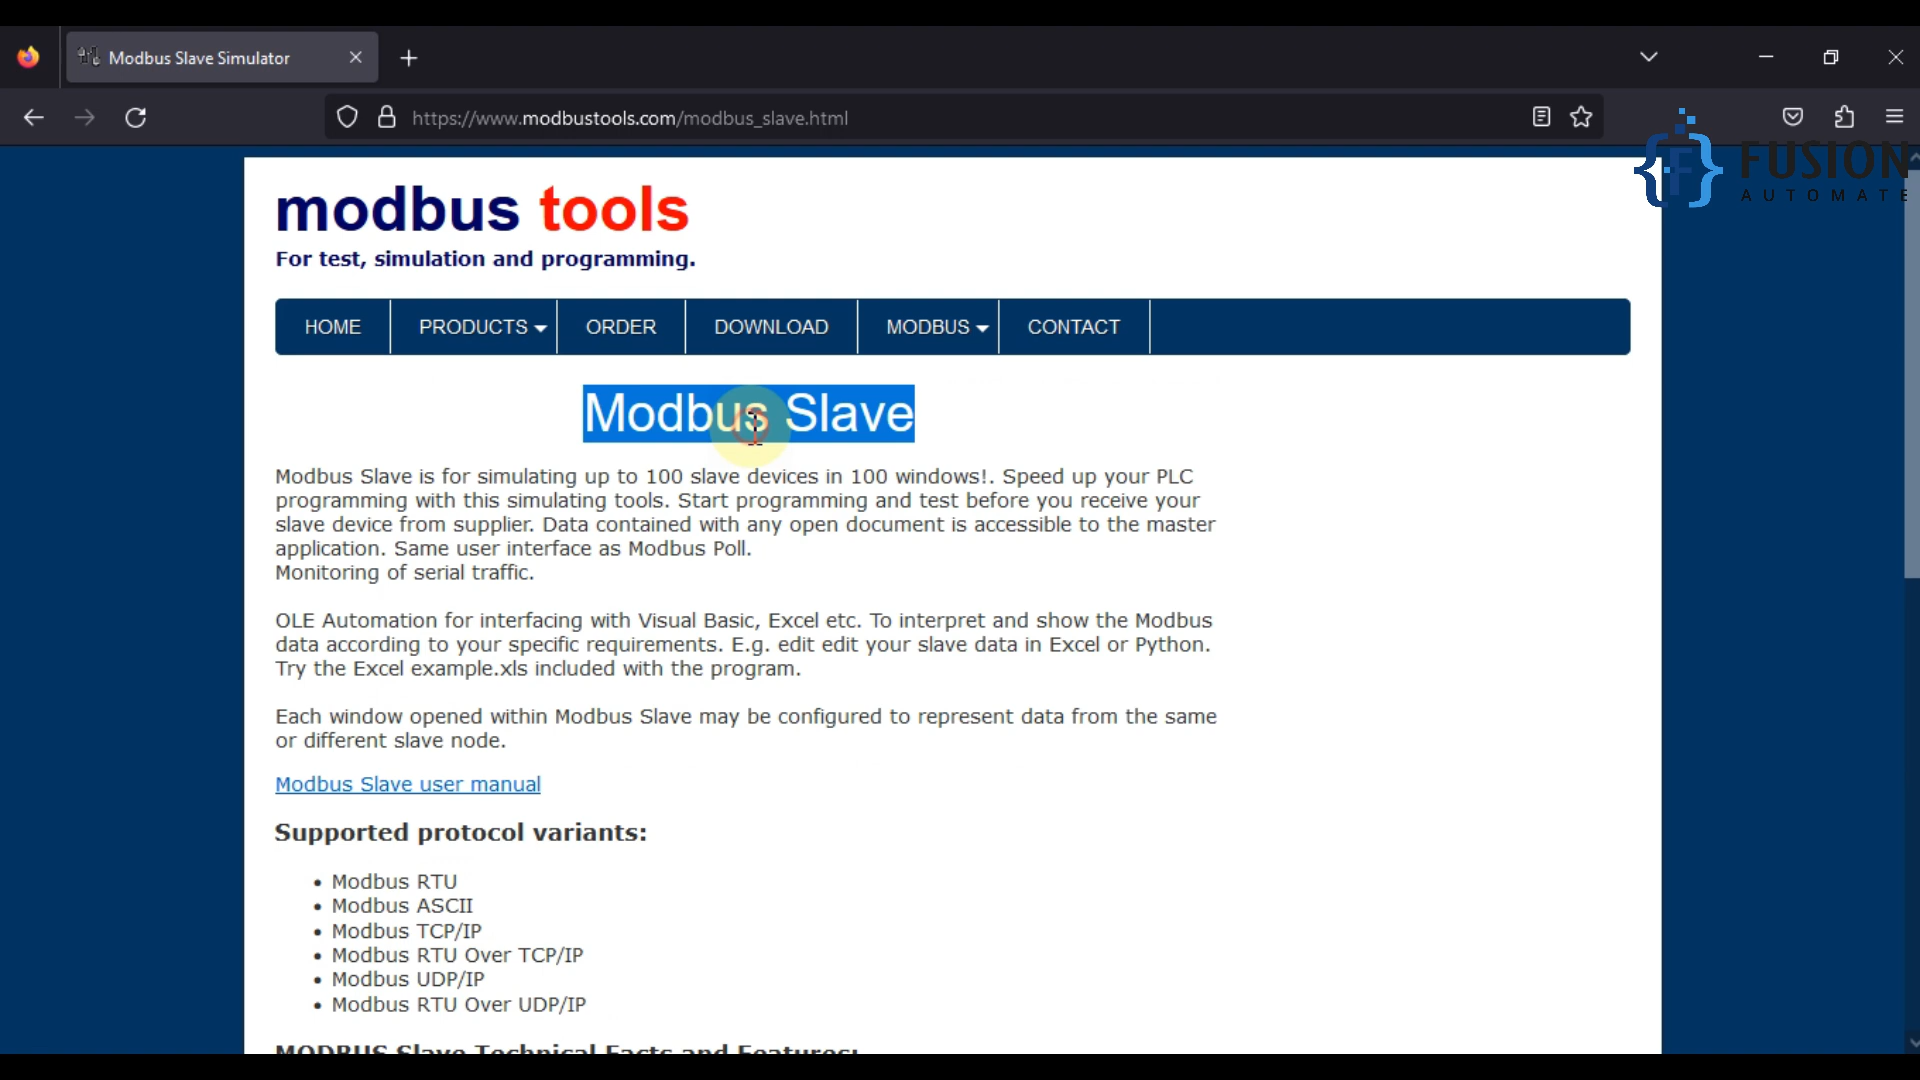 Modbus Slave Simulator
https://www.modbustools.com/modbus_slave.html
FUSION
AUTOMATE
modbus tools
For test, simulation and programming.
HOME PRODUCTS ORDER DOWNLOAD MODBUS CONTACT
Modbus Slave
Modbus Slave is for simulating up to 100 slave devices in 100 windows!. Speed up your PLC
programming with this simulating tools. Start programming and test before you receive your
slave device from supplier. Data contained with any open document is accessible to the master
application. Same user interface as Modbus Poll.
Monitoring of serial traffic.
OLE Automation for interfacing with Visual Basic, Excel etc. To interpret and show the Modbus
data according to your specific requirements. E.g. edit edit your slave data in Excel or Python.
Try the Excel example.xls included with the program.
Each window opened within Modbus Slave may be configured to represent data from the same
or different slave node.
Modbus Slave user manual
Supported protocol variants:
• Modbus RTU
• Modbus ASCII
• Modbus TCP/IP
• Modbus RTU Over TCP/IP
• Modbus UDP/IP
• Modbus RTU Over UDP/IP
MODBUS Slave Technical Facts and Features: